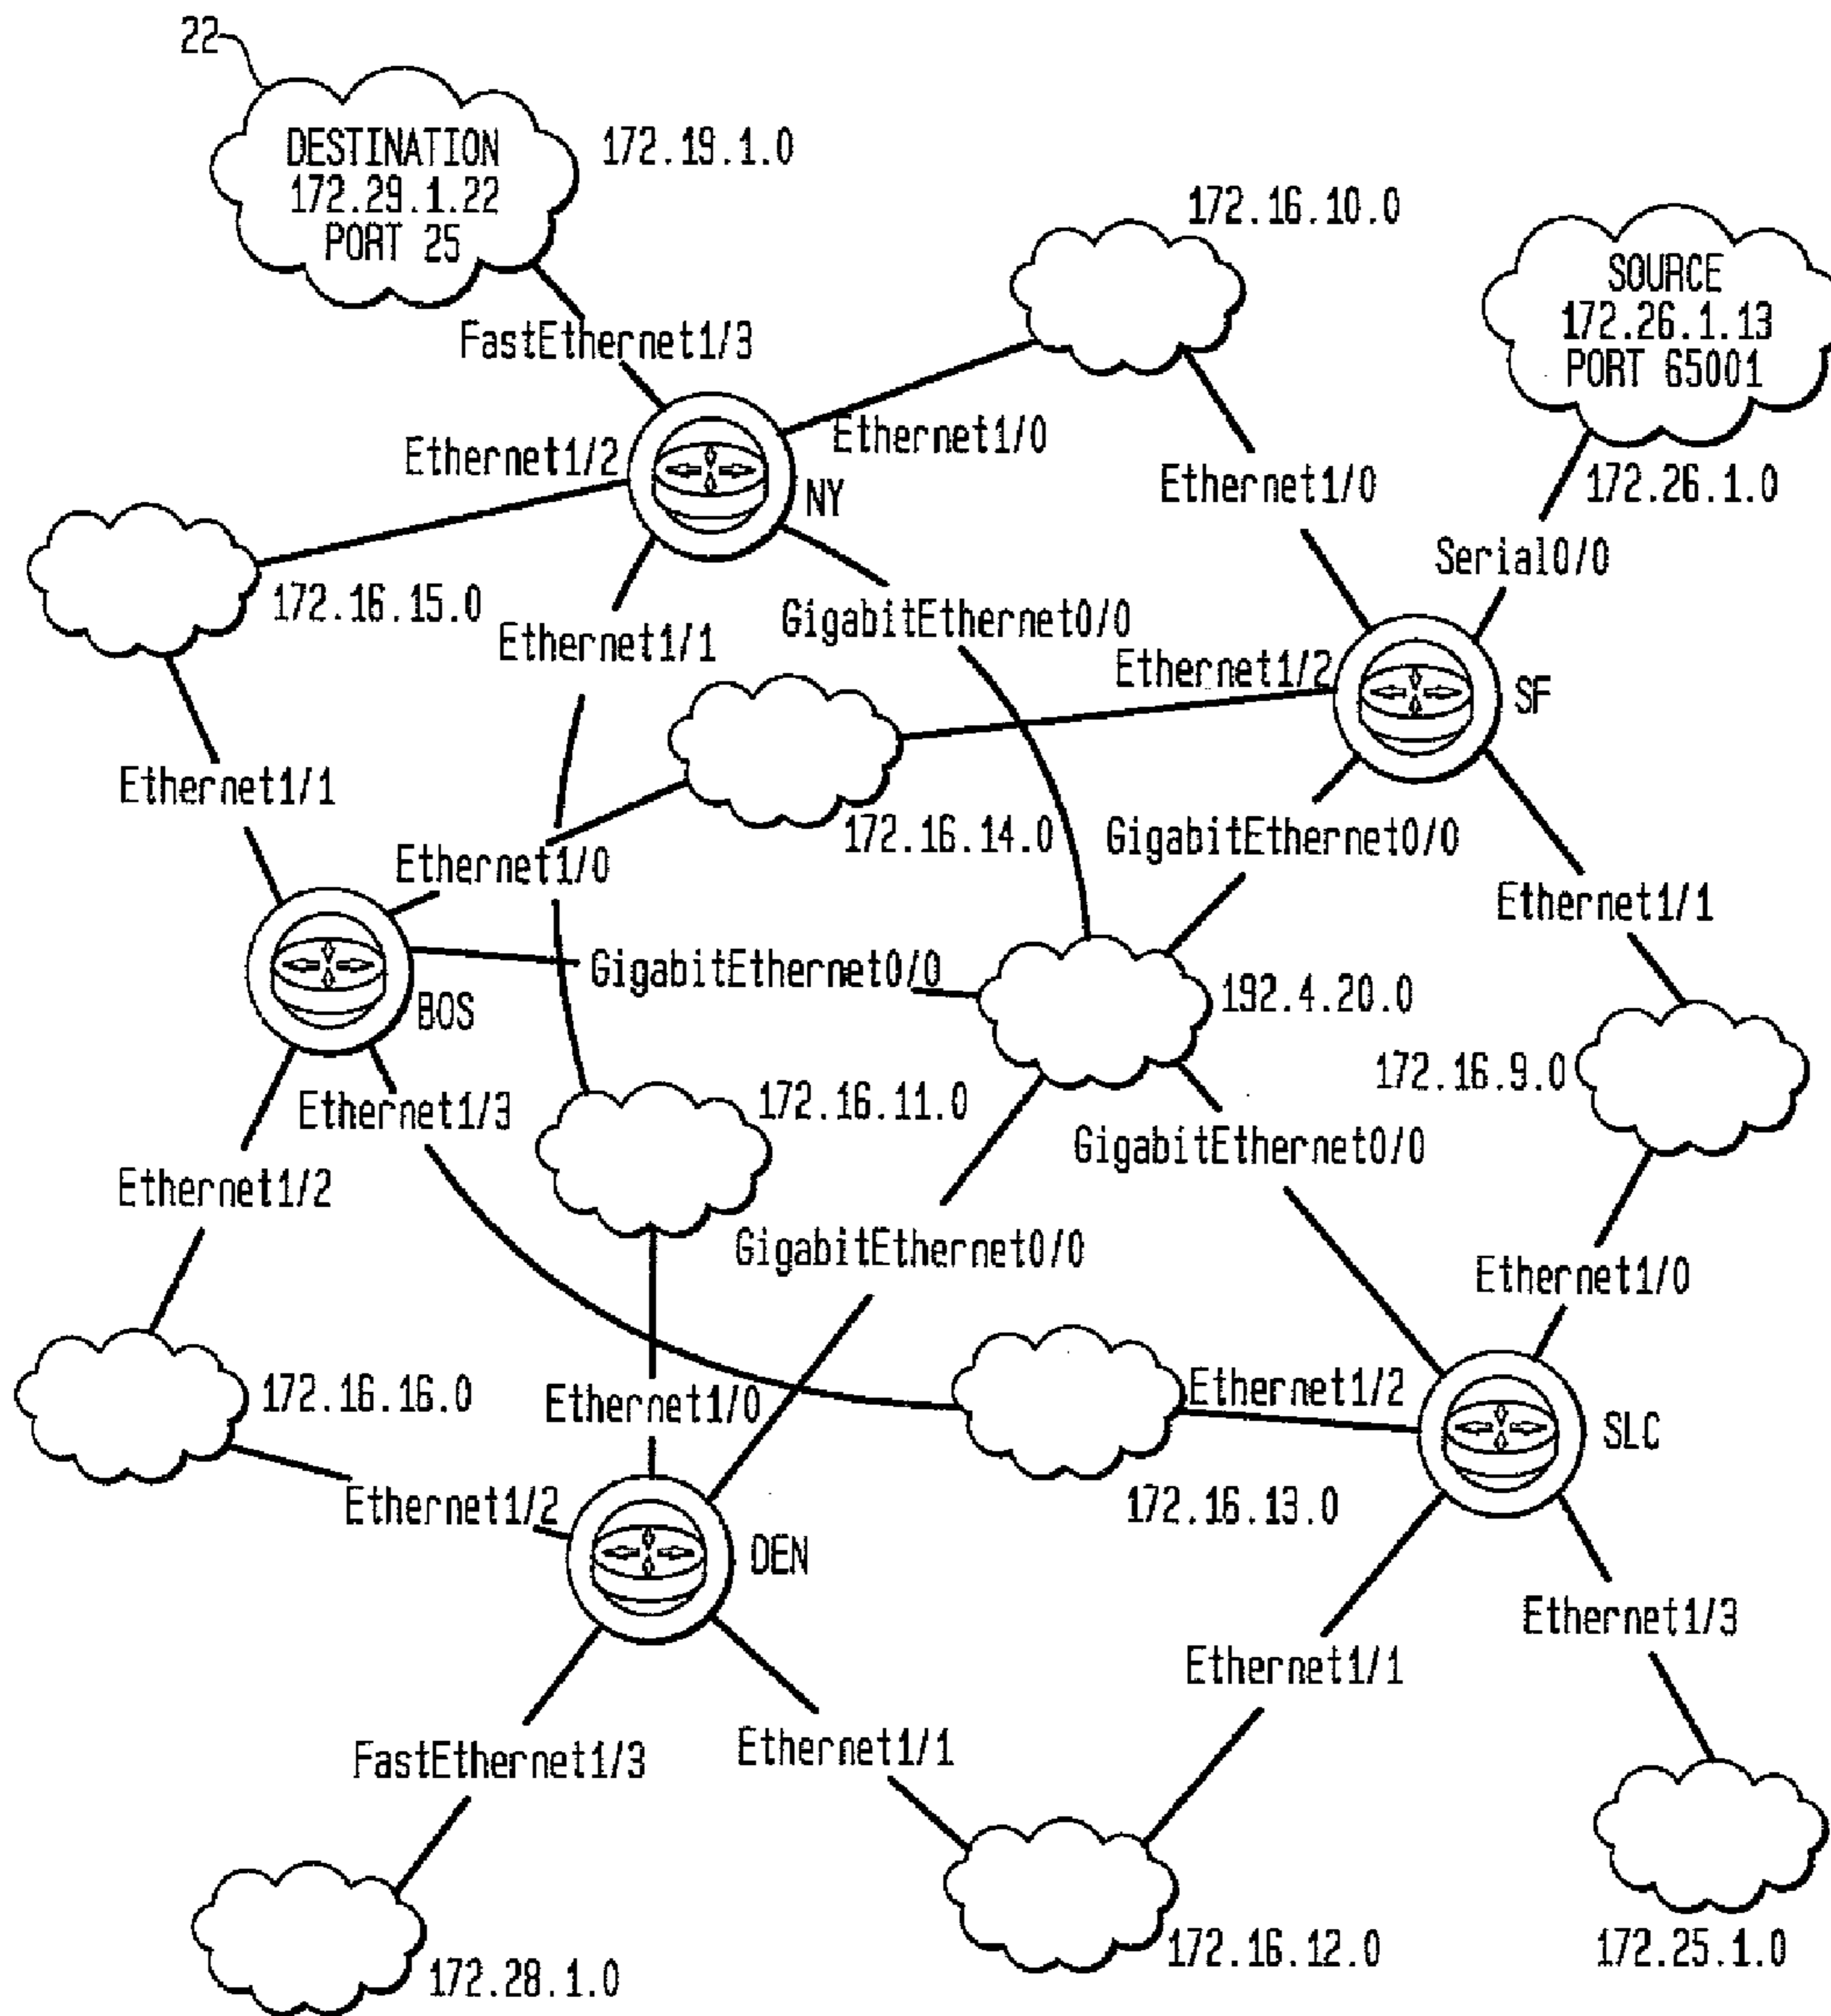 22
DESTINATION
172.29.1.22
PORT 25
172.19.1.0
172.16.10.0
SOURCE
172.26.1.13
PORT 65001
172.26.1.0
FastEthernet1/3
Ethernet1/2
Ethernet1/0
NY
Ethernet1/0
Serial0/0
172.16.15.0
Ethernet1/1
GigabitEthernet0/0
Ethernet1/2
SF
Ethernet1/1
172.16.14.0
GigabitEthernet0/0
Ethernet1/0
Ethernet1/1
GigabitEthernet0/0
BOS
192.4.20.0
172.16.9.0
Ethernet1/3
172.16.11.0
GigabitEthernet0/0
Ethernet1/2
GigabitEthernet0/0
Ethernet1/0
172.16.16.0
Ethernet1/0
Ethernet1/2
SLC
Ethernet1/2
172.16.13.0
DEN
Ethernet1/3
Ethernet1/1
FastEthernet1/3
Ethernet1/1
172.28.1.0
172.16.12.0
172.25.1.0